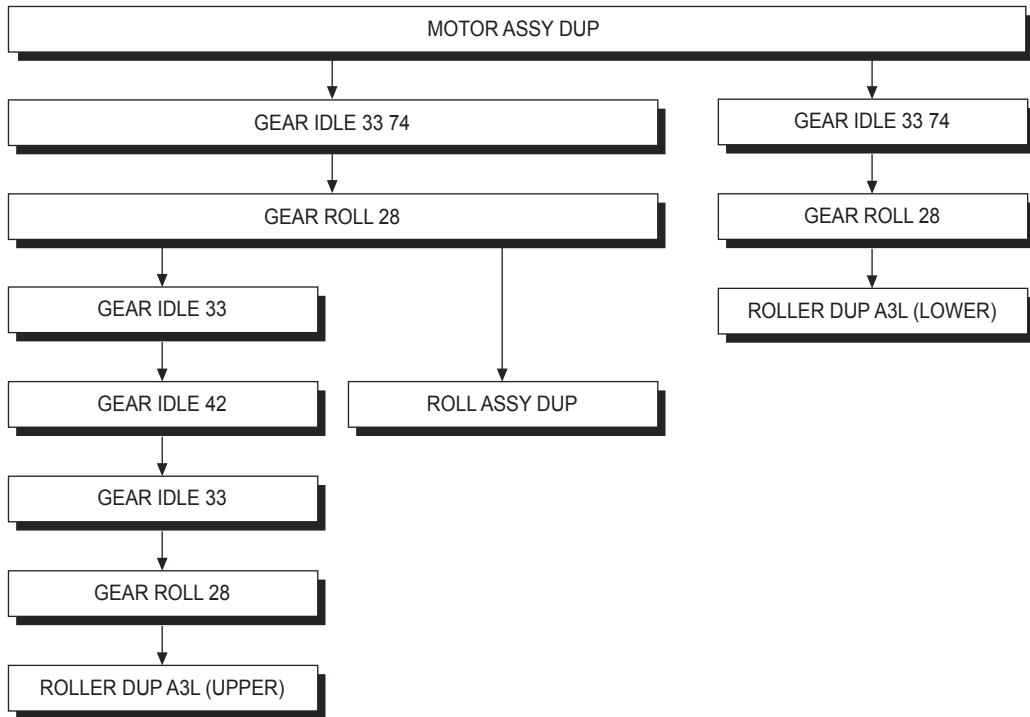 MOTOR ASSY DUP
GEAR IDLE 33 74
GEAR IDLE 33 74
GEAR ROLL 28
GEAR ROLL 28
GEAR IDLE 33
ROLLER DUP A3L (LOWER)
GEAR IDLE 42
ROLL ASSY DUP
GEAR IDLE 33
GEAR ROLL 28
ROLLER DUP A3L (UPPER)